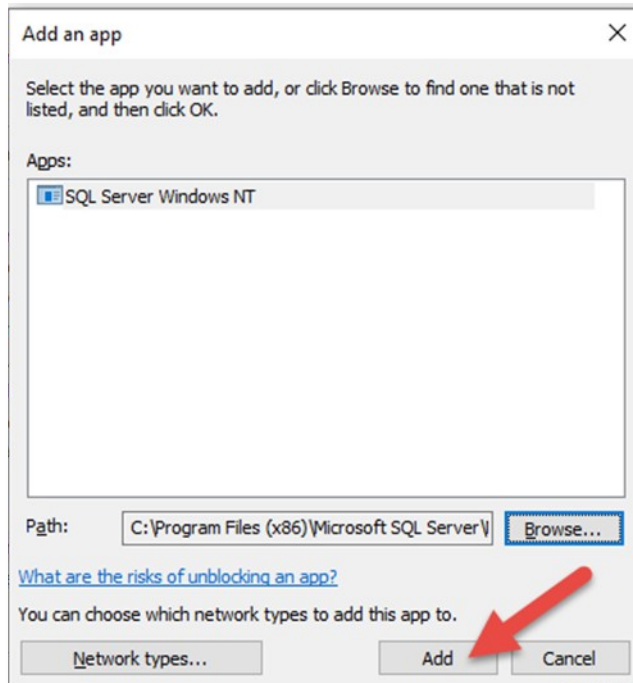 Add an app
Select the app you want to add, or click Browse to find one that is not
listed, and then click OK.
Apps:
SQL Server Windows NT
Path:
C:\Program Files (x86)\Microsoft SQL Server\
Browse...
What are the risks of unblocking an app?
You can choose which network types to add this app to.
Network types...
Add
Cancel